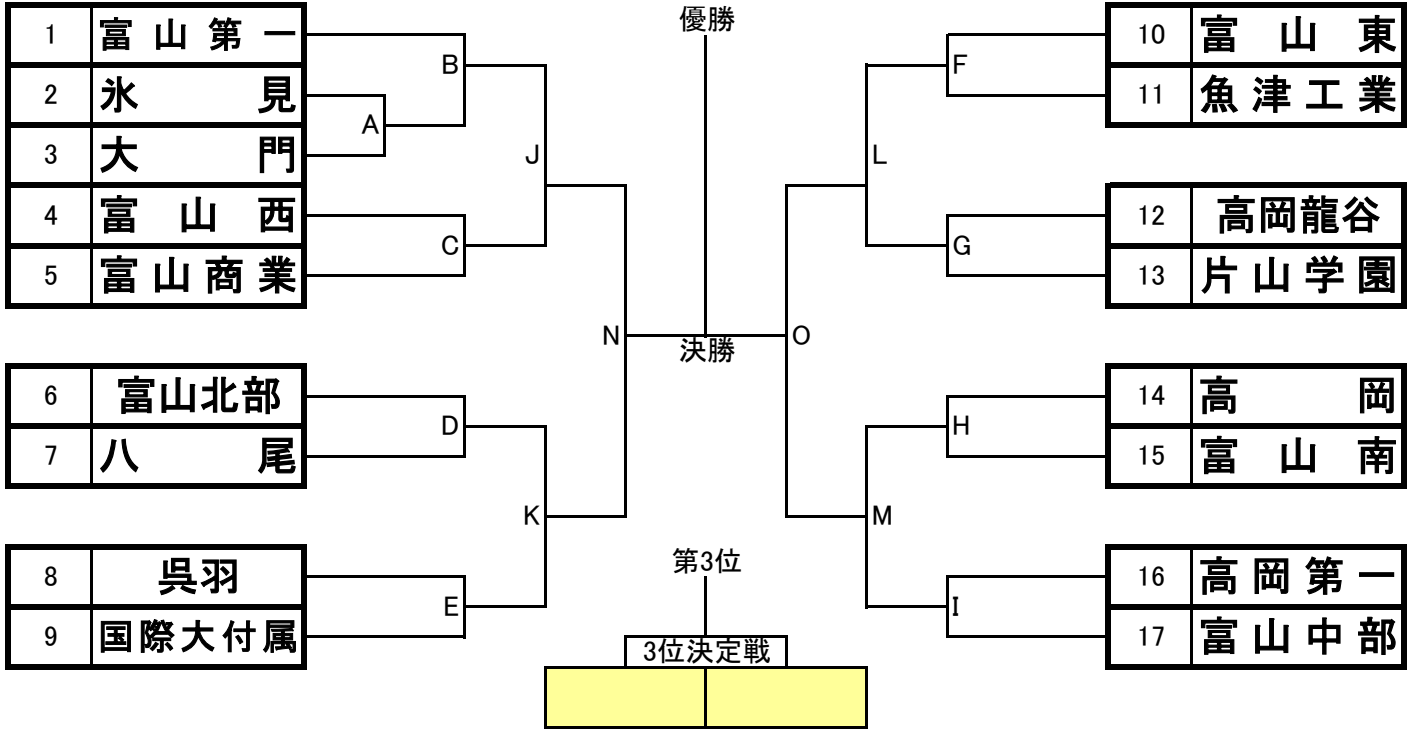 優勝
1 富山第一
2 氷見
3 大門
4 富山西
5 富山商業
6 富山北部
7 八尾
8 呉羽
9 国際大付属
B
A
J
C
N
D
K
E
決勝
第3位
3位決定戦
F
L
G
O
H
M
I
10 富山東
11 魚津工業
12 高岡龍谷
13 片山学園
14 高岡
15 富山南
16 高岡第一
17 富山中部